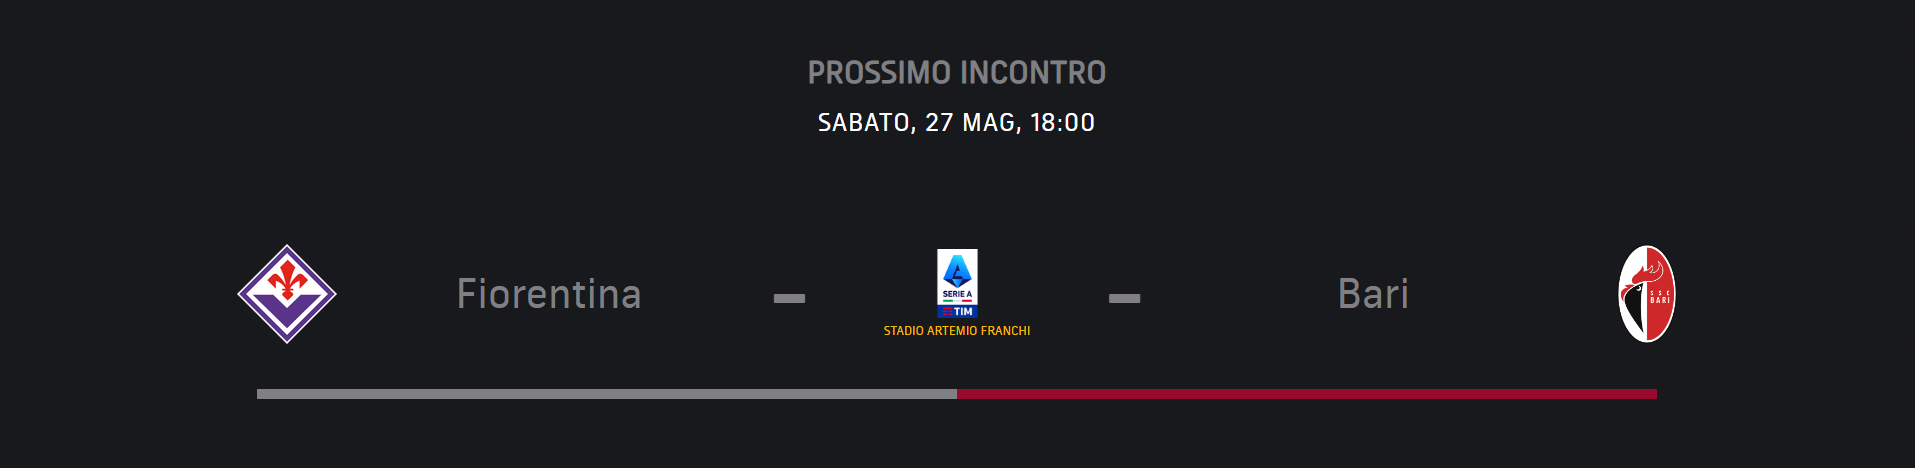 PROSSIMO INCONTRO
SABATO, 27 MAG, 18:00
Fiorentina
SERIE A
TIM
STADIO ARTEMIO FRANCHI
Bari
SSC
BARI